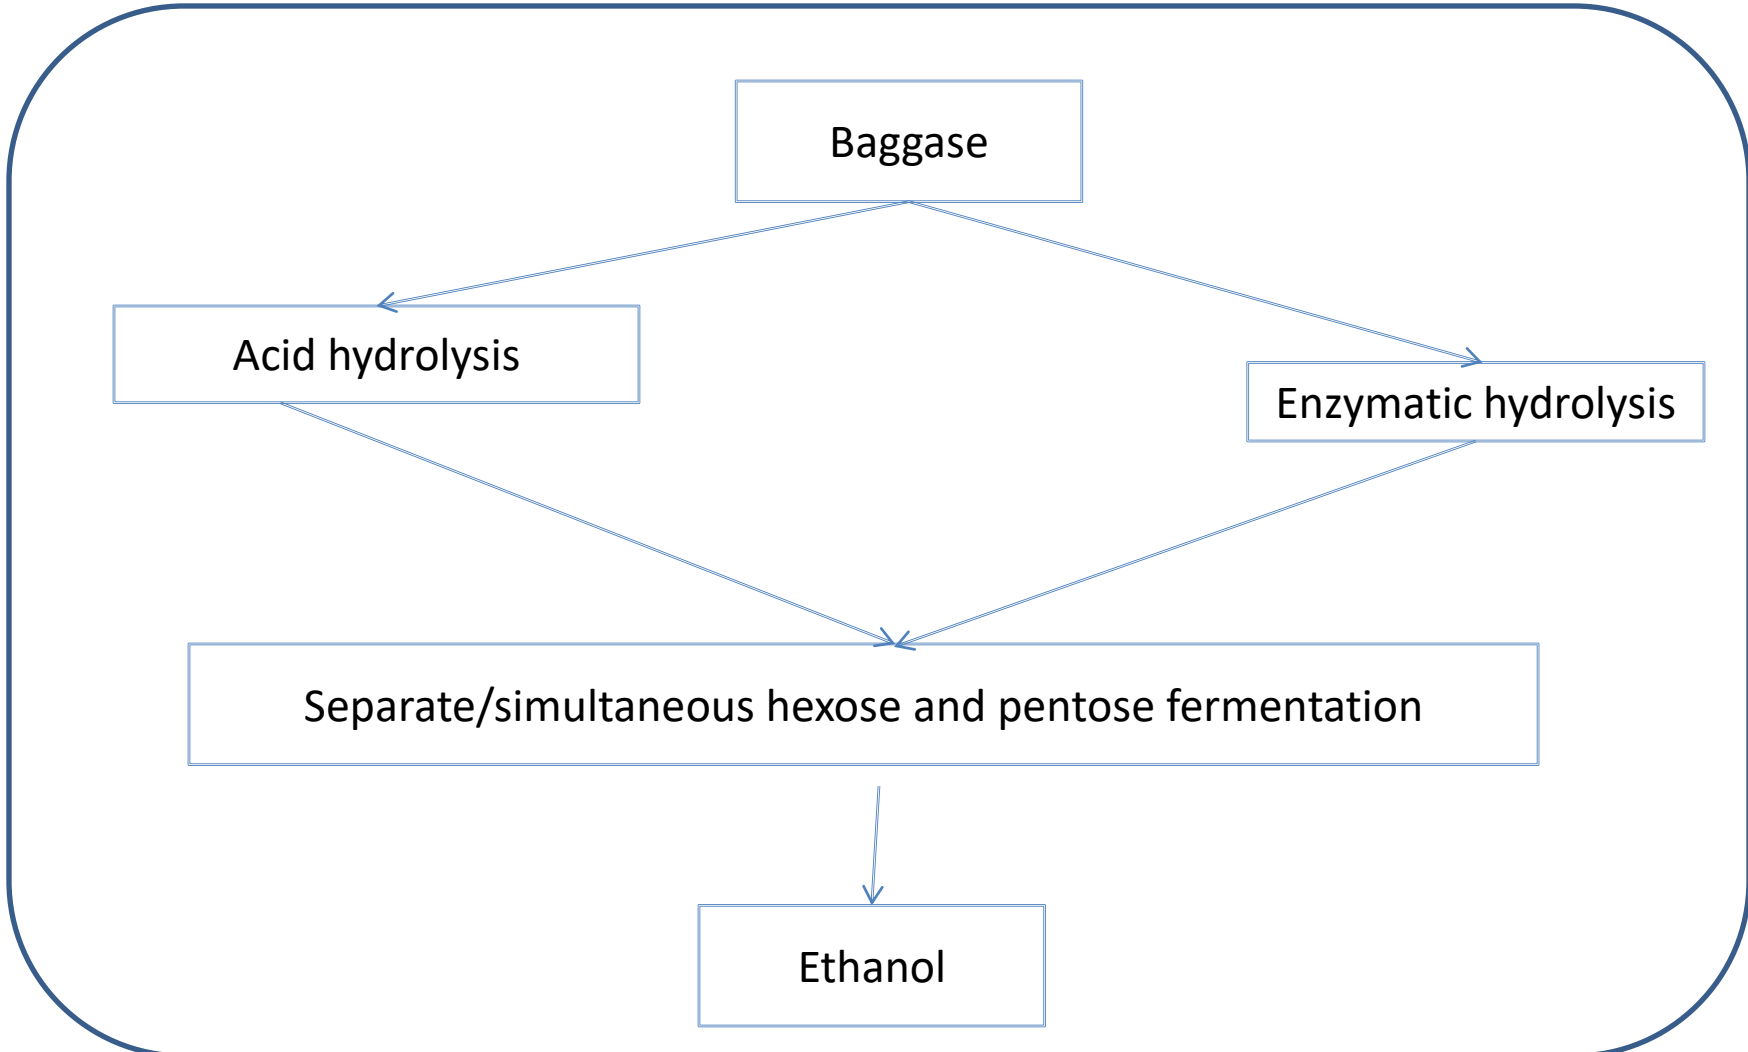 Baggase
Acid hydrolysis
Enzymatic hydrolysis
Separate/simultaneous hexose and pentose fermentation
Ethanol